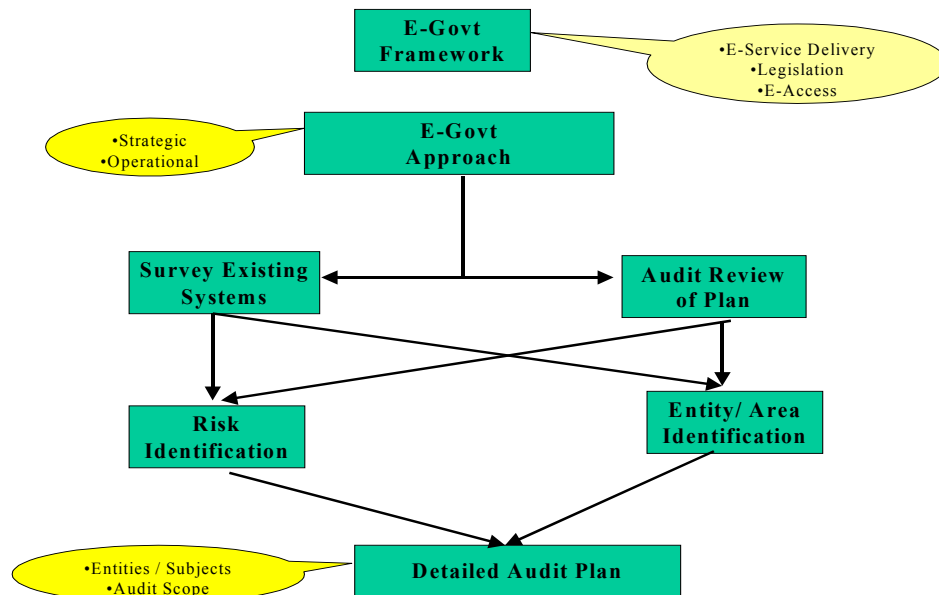 E-Govt
Framework
•E-Service Delivery
•Legislation
•E-Access
•Strategic
•Operational
E-Govt
Approach
Survey Existing
Systems
Audit Review
of Plan
Risk
Identification
Entity/ Area
Identification
•Entities / Subjects
•Audit Scope
Detailed Audit Plan